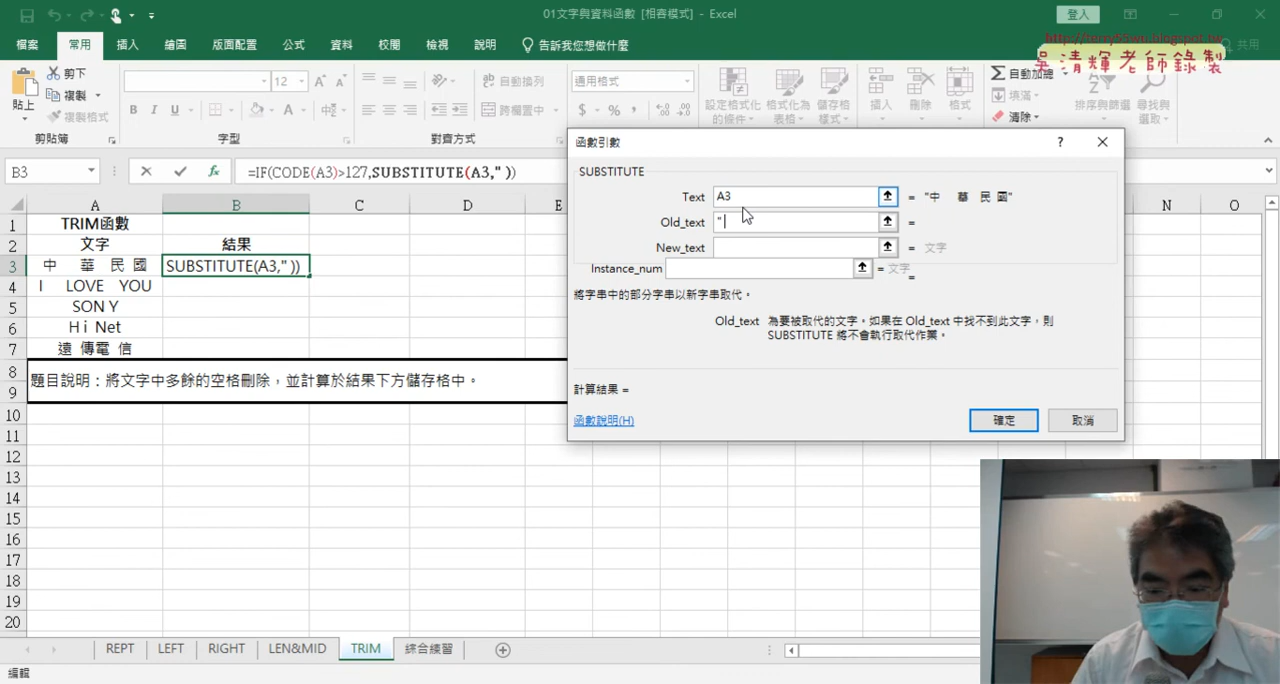 01文字與資料函數 [相容模式] - Excel
登入
http://terry55wu.blogspot.tw
吳清輝老師錄製
檔案 常用 插入 繪圖 版面配置 公式 資料 校閱 檢視 說明 告訴我您想做什麼 共用
貼上 剪下 複製 複製格式 剪貼簿
12 A A B I U A 中 字型
自動換列 跨欄置中 對齊方式
通用格式 $ %
設定格式化的條件 格式化為表格 儲存格樣式
插入 刪除 格式
自動加總 填滿 清除 排序與篩選 尋找與選取
B3 fx =IF(CODE(A3)>127,SUBSTITUTE(A3," ))
A B C D E N O
1 TRIM函數
2 文字 結果
3 中 華 民 國 SUBSTITUTE(A3," ))
4 I LOVE YOU
5 SON Y
6 H i Net
7 遠 傳電 信
8 題目說明：將文字中多餘的空格刪除，並計算於結果下方儲存格中。
9
10
11
12
13
14
15
16
17
18
19
20
函數引數 ?
SUBSTITUTE
Text A3 = "中 華 民 國"
Old_text " =
New_text = 文字
Instance_num = 文字
=
將字串中的部分字串以新字串取代。
Old_text 為要被取代的文字。如果在 Old_text 中找不到此文字，則
SUBSTITUTE 將不會執行取代作業。
計算結果 =
函數說明(H) 確定 取消
REPT LEFT RIGHT LEN&MID TRIM 綜合練習
編輯